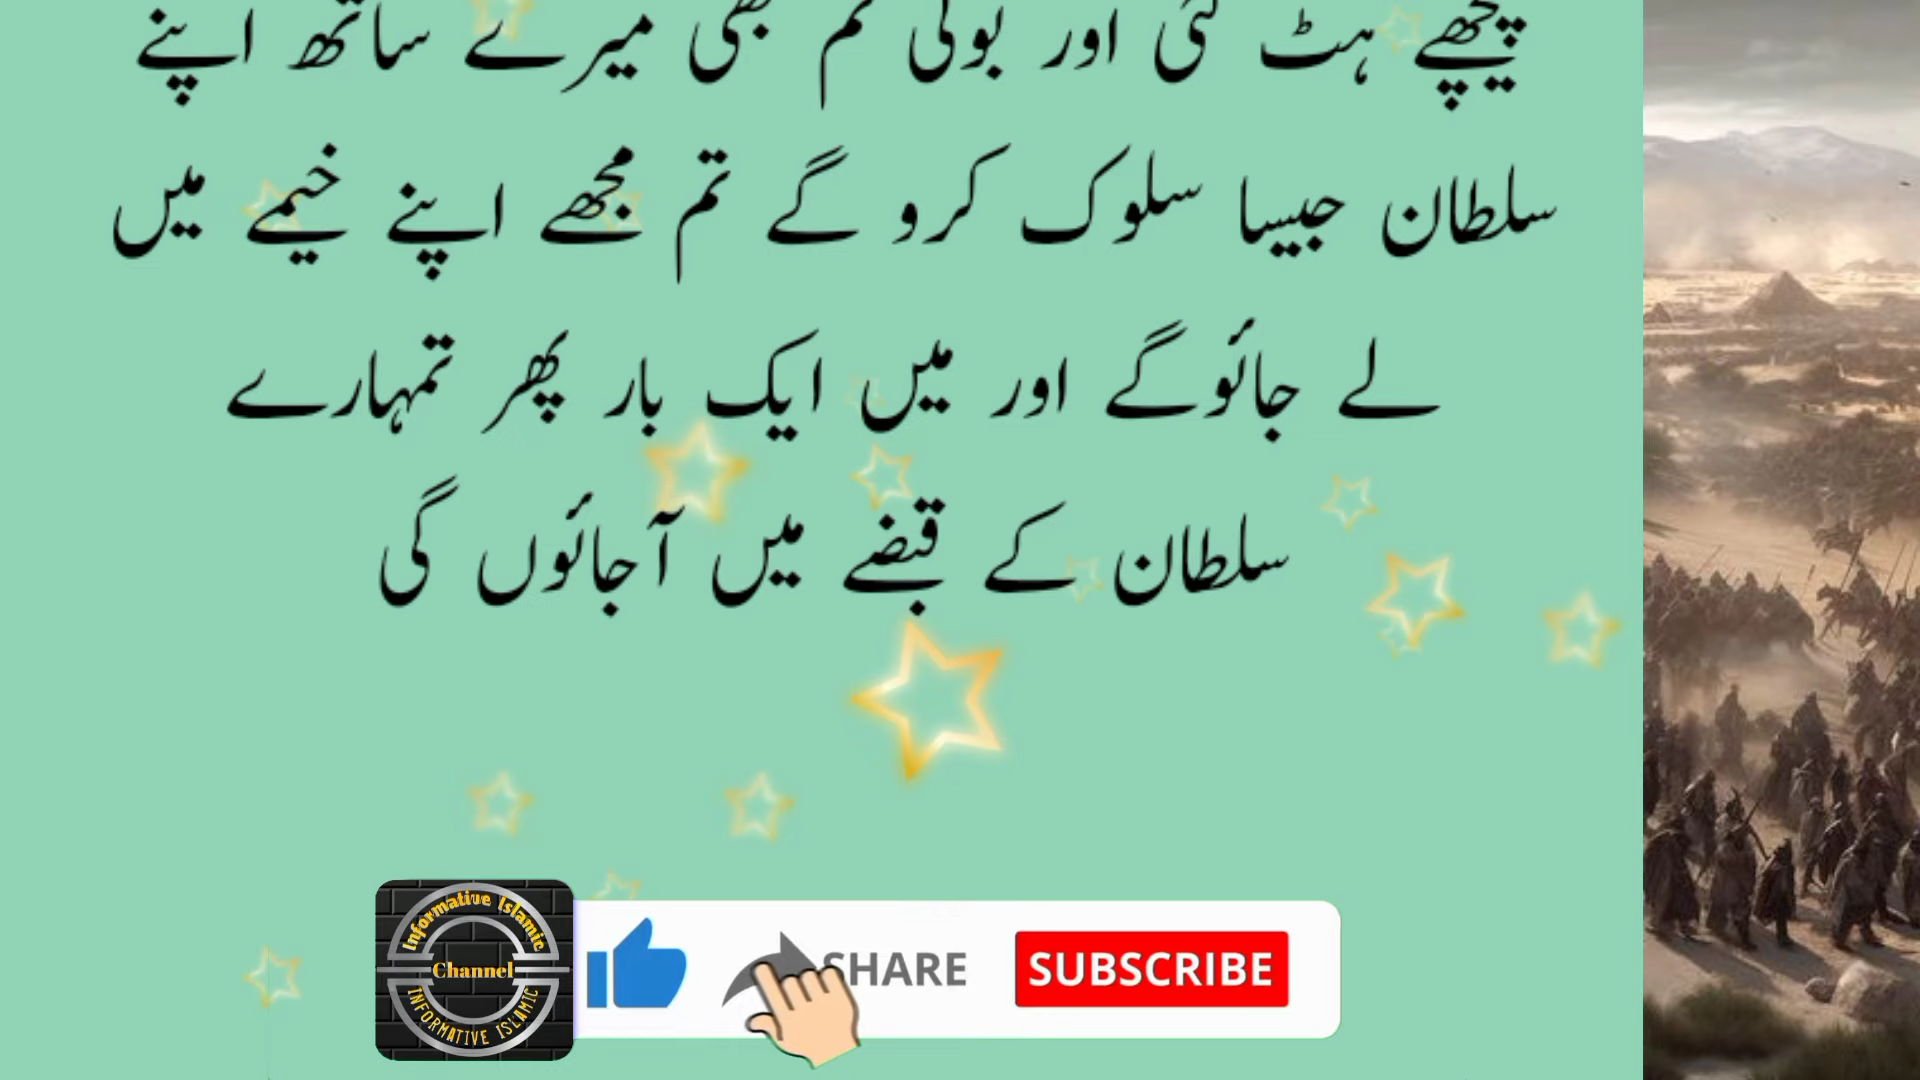 پیچھے ہٹ گئی اور بولی تم بھی میرے ساتھ اپنے
سلطان جیسا سلوک کرو گے تم مجھے اپنے خیمے میں
لے جائوگے اور میں ایک بار پھر تمہارے
سلطان کے قبضے میں آجائوں گی
Informative Islamic
Channel
INFORMATIVE ISLAMIC
SHARE
SUBSCRIBE